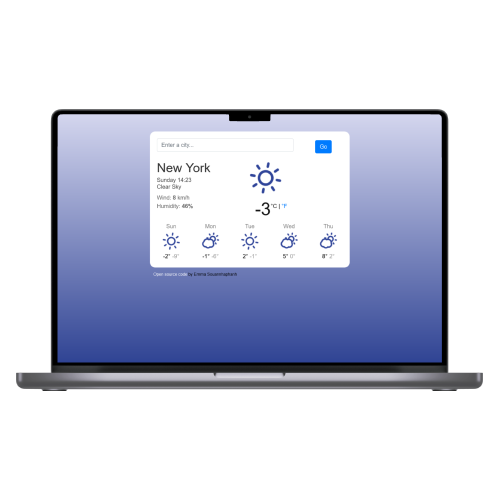 Enter a city...
Go
New York
Sunday 14:23
Clear Sky
Wind: 8 km/h
Humidity: 46%
-3°C | °F
Sun Mon Tue Wed Thu
-2° -9° -1° -6° 2° -1° 5° 0° 8° 2°
Open source code by Emma